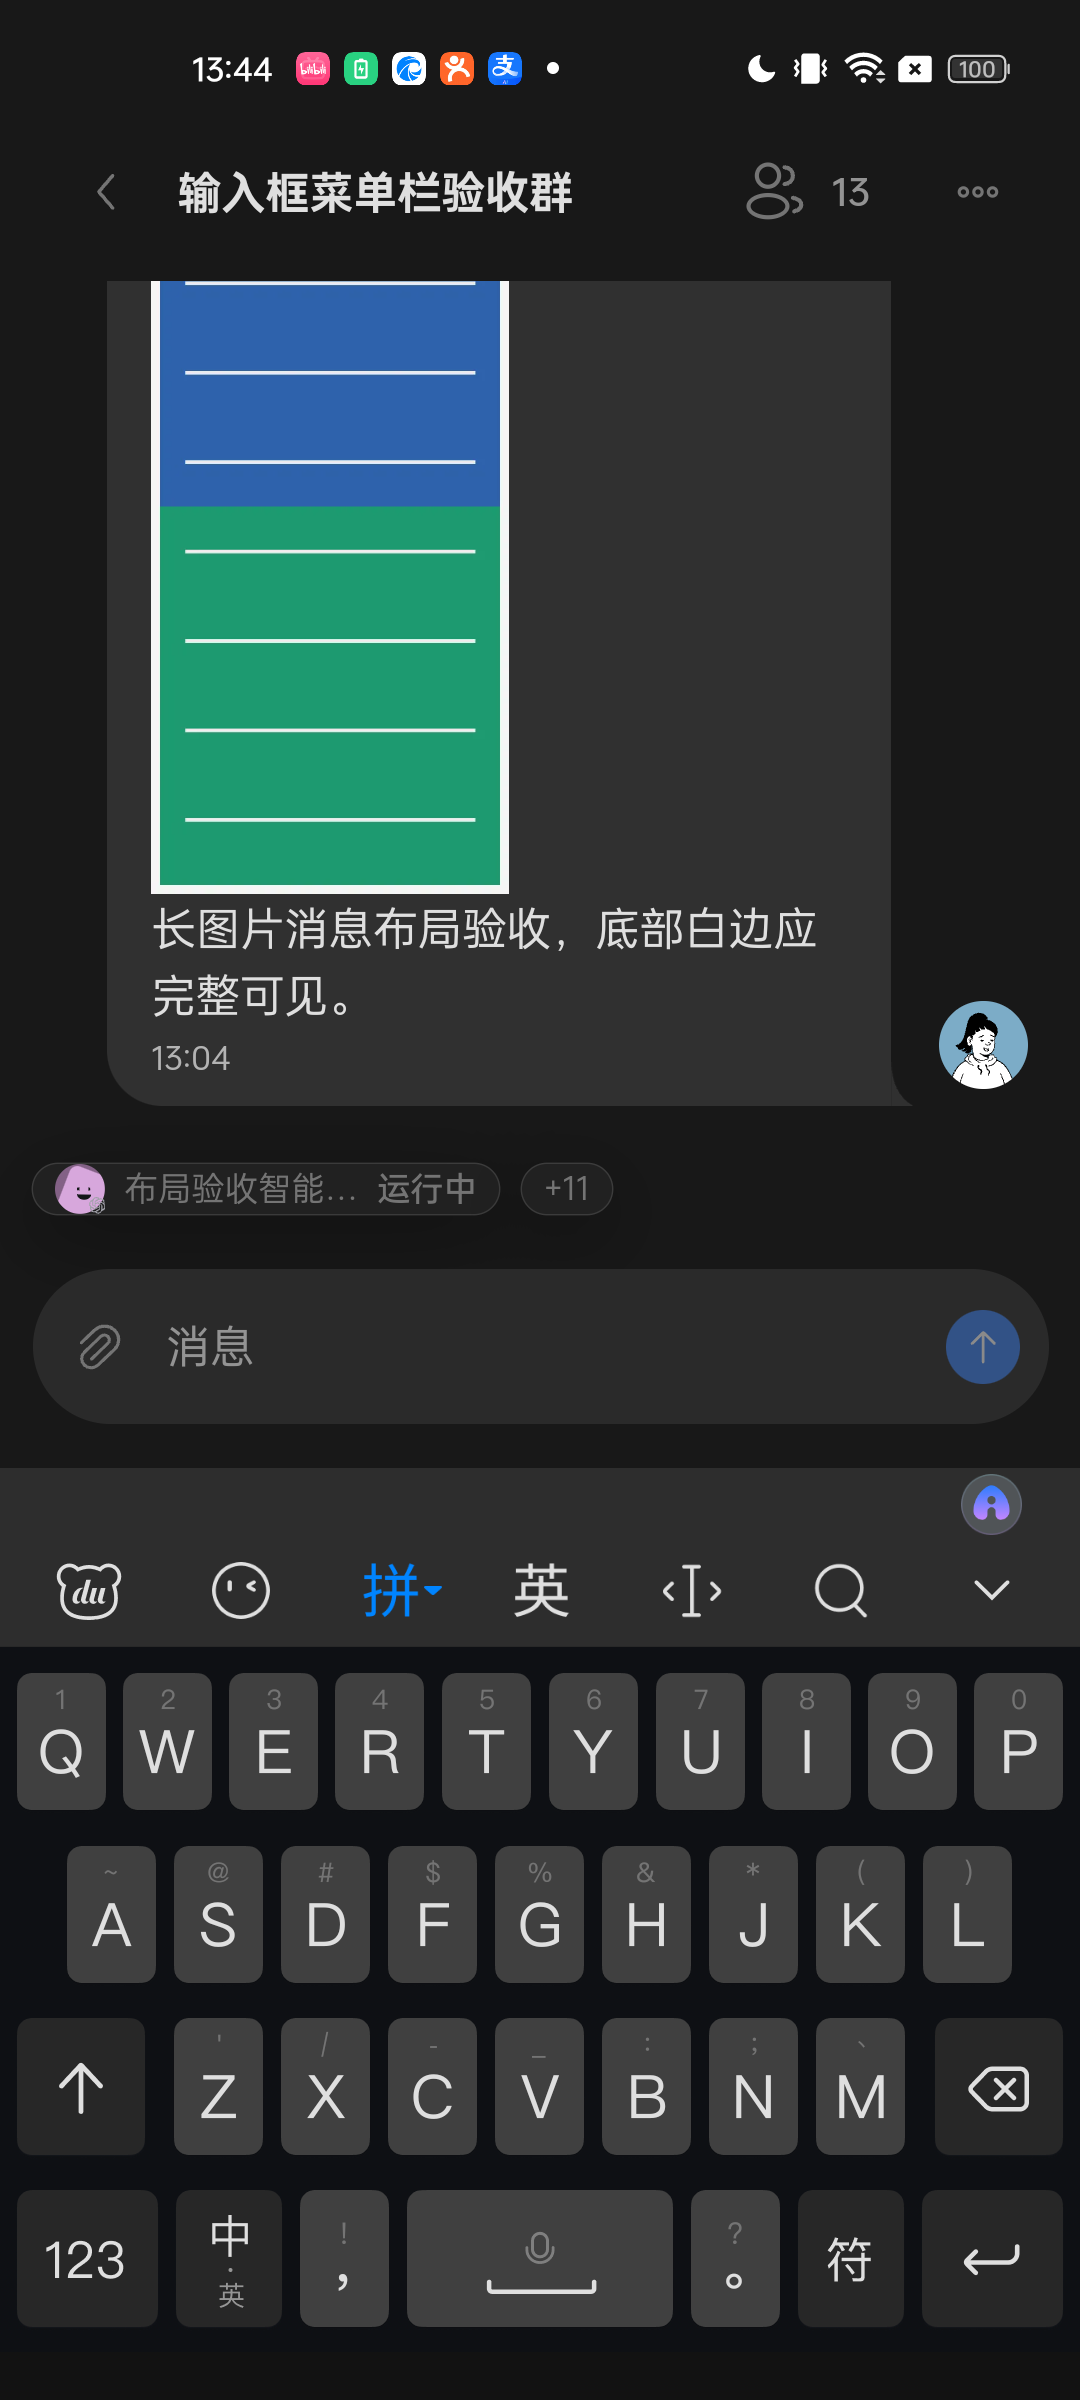 13:44
100
输入框菜单栏验收群
13
长图片消息布局验收，底部白边应
完整可见。
13:04
布局验收智能... 运行中
+11
消息
du
拼
英
1 2 3 4 5 6 7 8 9 0
Q W E R T Y U I O P
~ @ # $ % & * ( )
A S D F G H J K L
' / - _ : ; 、
Z X C V B N M
! ?
123 中·英 ， 。 符